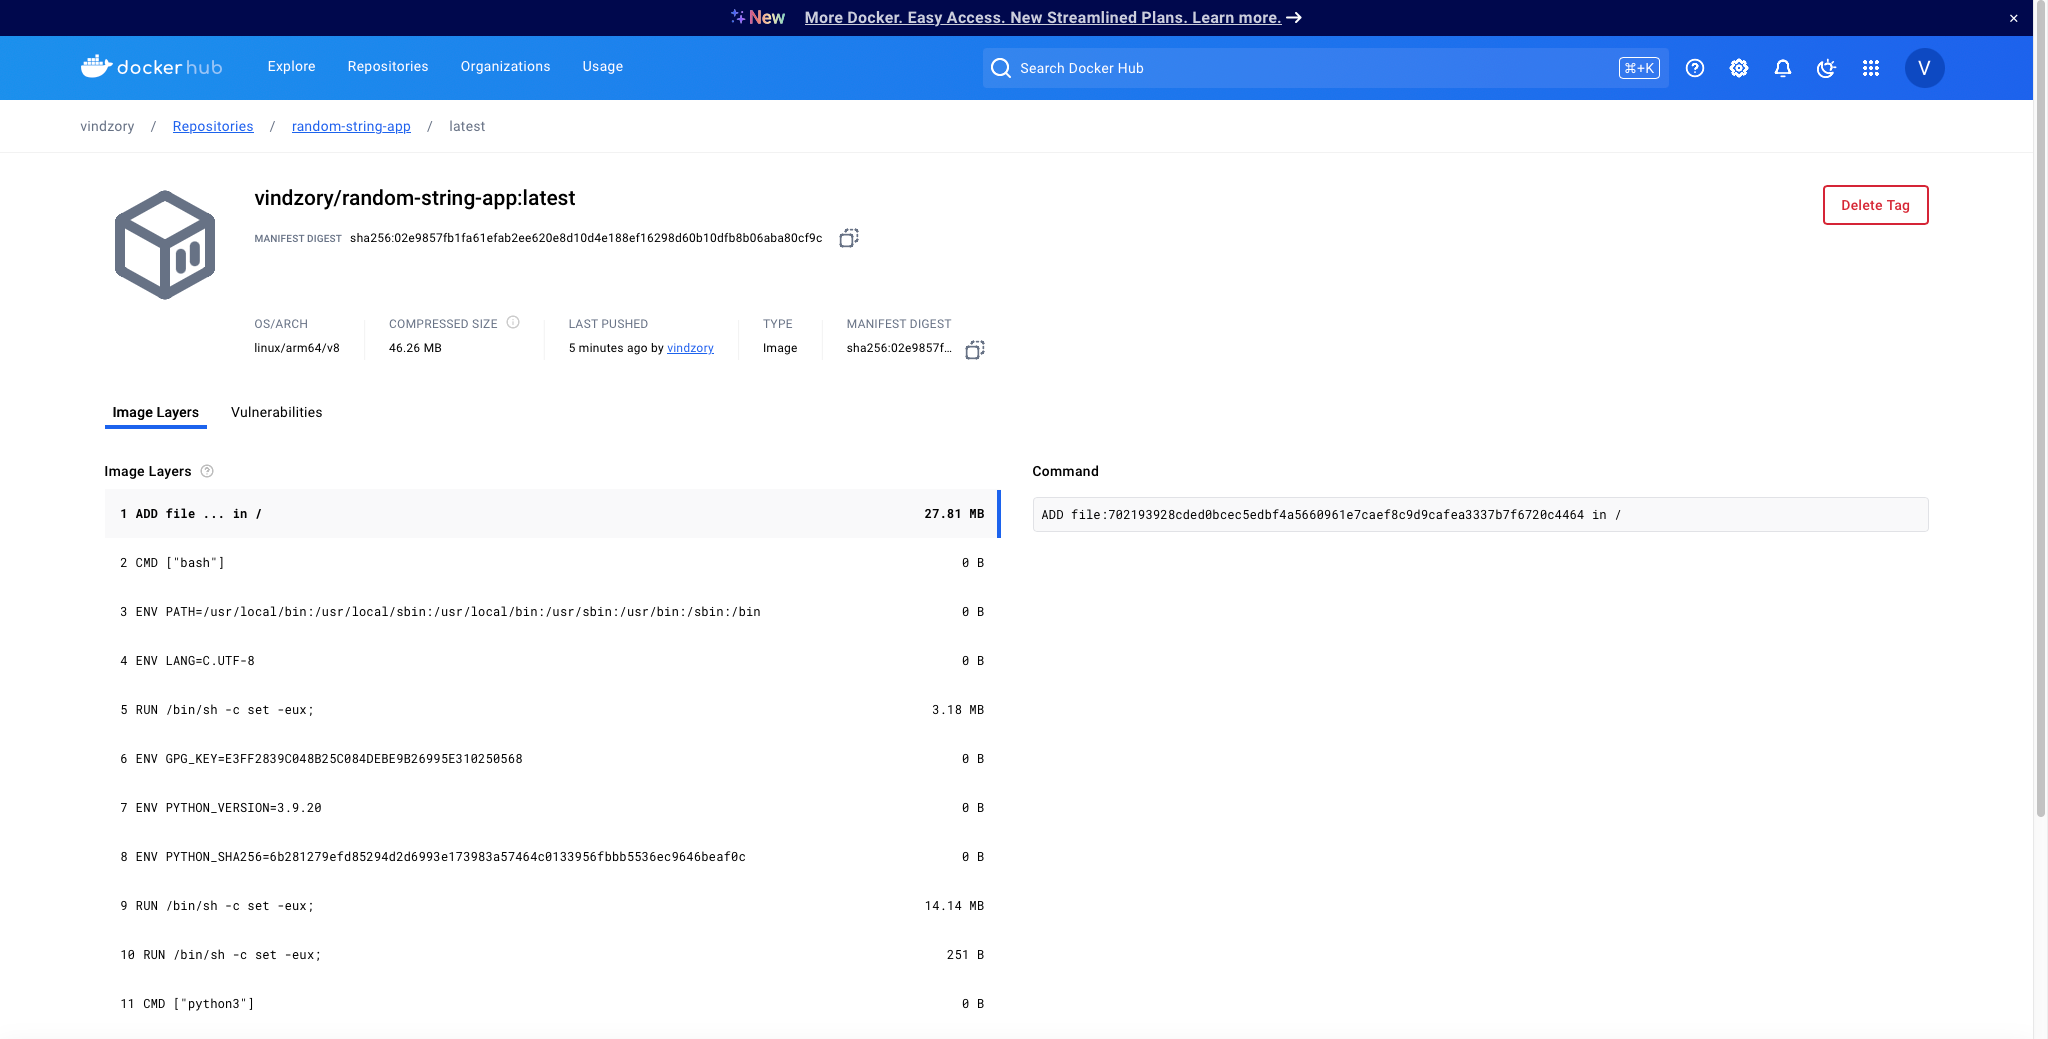 New More Docker. Easy Access. New Streamlined Plans. Learn more. → ×
docker hub Explore Repositories Organizations Usage Search Docker Hub ⌘+K V
vindzory / Repositories / random-string-app / latest
vindzory/random-string-app:latest
Delete Tag
MANIFEST DIGEST sha256:02e9857fb1fa61efab2ee620e8d10d4e188ef16298d60b10dfb8b06aba80cf9c
OS/ARCH COMPRESSED SIZE LAST PUSHED TYPE MANIFEST DIGEST
linux/arm64/v8 46.26 MB 5 minutes ago by vindzory Image sha256:02e9857f...
Image Layers Vulnerabilities
Image Layers
1 ADD file ... in / 27.81 MB
2 CMD ["bash"] 0 B
3 ENV PATH=/usr/local/bin:/usr/local/sbin:/usr/local/bin:/usr/sbin:/usr/bin:/sbin:/bin 0 B
4 ENV LANG=C.UTF-8 0 B
5 RUN /bin/sh -c set -eux; 3.18 MB
6 ENV GPG_KEY=E3FF2839C048B25C084DEBE9B26995E310250568 0 B
7 ENV PYTHON_VERSION=3.9.20 0 B
8 ENV PYTHON_SHA256=6b281279efd85294d2d6993e173983a57464c0133956fbbb5536ec9646beaf0c 0 B
9 RUN /bin/sh -c set -eux; 14.14 MB
10 RUN /bin/sh -c set -eux; 251 B
11 CMD ["python3"] 0 B
Command
ADD file:702193928cded0bcec5edbf4a5660961e7caef8c9d9cafea3337b7f6720c4464 in /